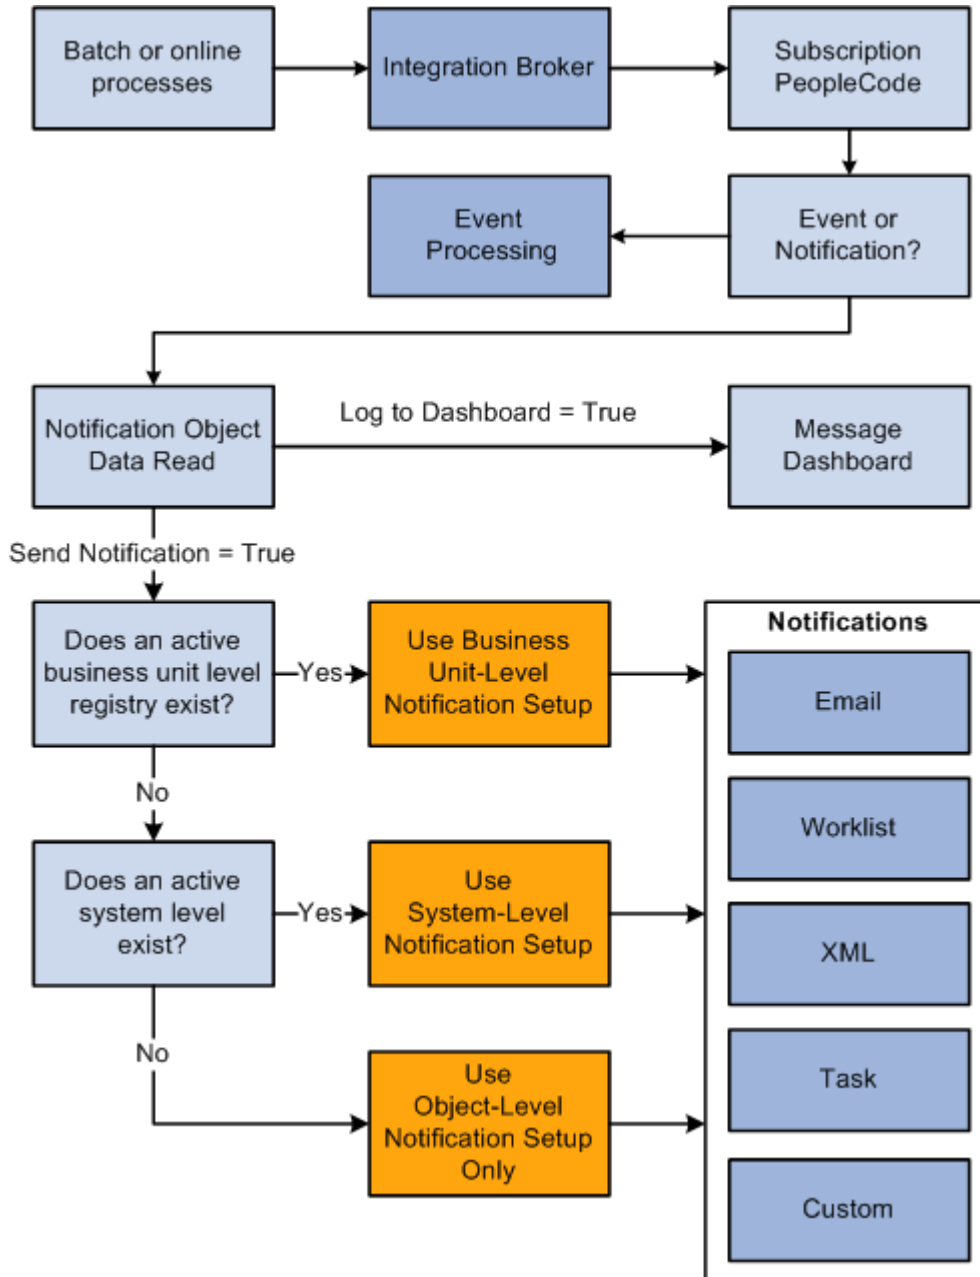 Batch or online
processes
Integration Broker
Subscription
PeopleCode
Event
Processing
Event or
Notification?
Notification Object
Data Read
Log to Dashboard = True
Message
Dashboard
Send Notification = True
Does an active
business unit level
registry exist?
Yes
Use Business
Unit-Level
Notification Setup
Notifications
Email
Worklist
XML
Task
Custom
No
Does an active
system level
exist?
Yes
Use
System-Level
Notification Setup
No
Use
Object-Level
Notification Setup
Only